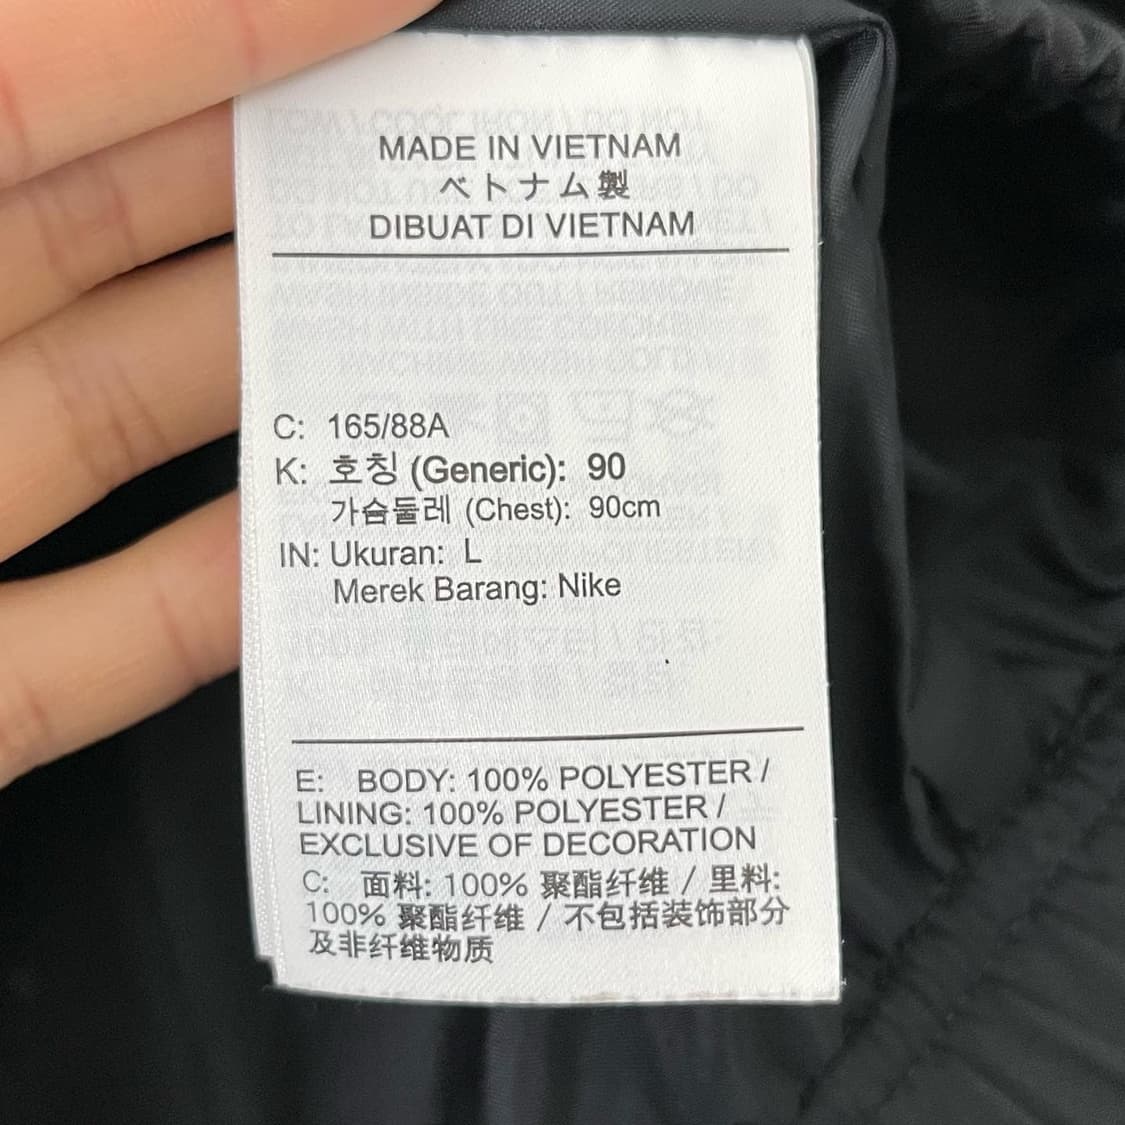 MADE IN VIETNAM
ベトナム製
DIBUAT DI VIETNAM
C: 165/88A
K: 호칭 (Generic): 90
가슴둘레 (Chest): 90cm
IN: Ukuran: L
Merek Barang: Nike
E: BODY: 100% POLYESTER /
LINING: 100% POLYESTER /
EXCLUSIVE OF DECORATION
C: 面料: 100% 聚酯纤维 / 里料:
100% 聚酯纤维 / 不包括装饰部分
及非纤维物质